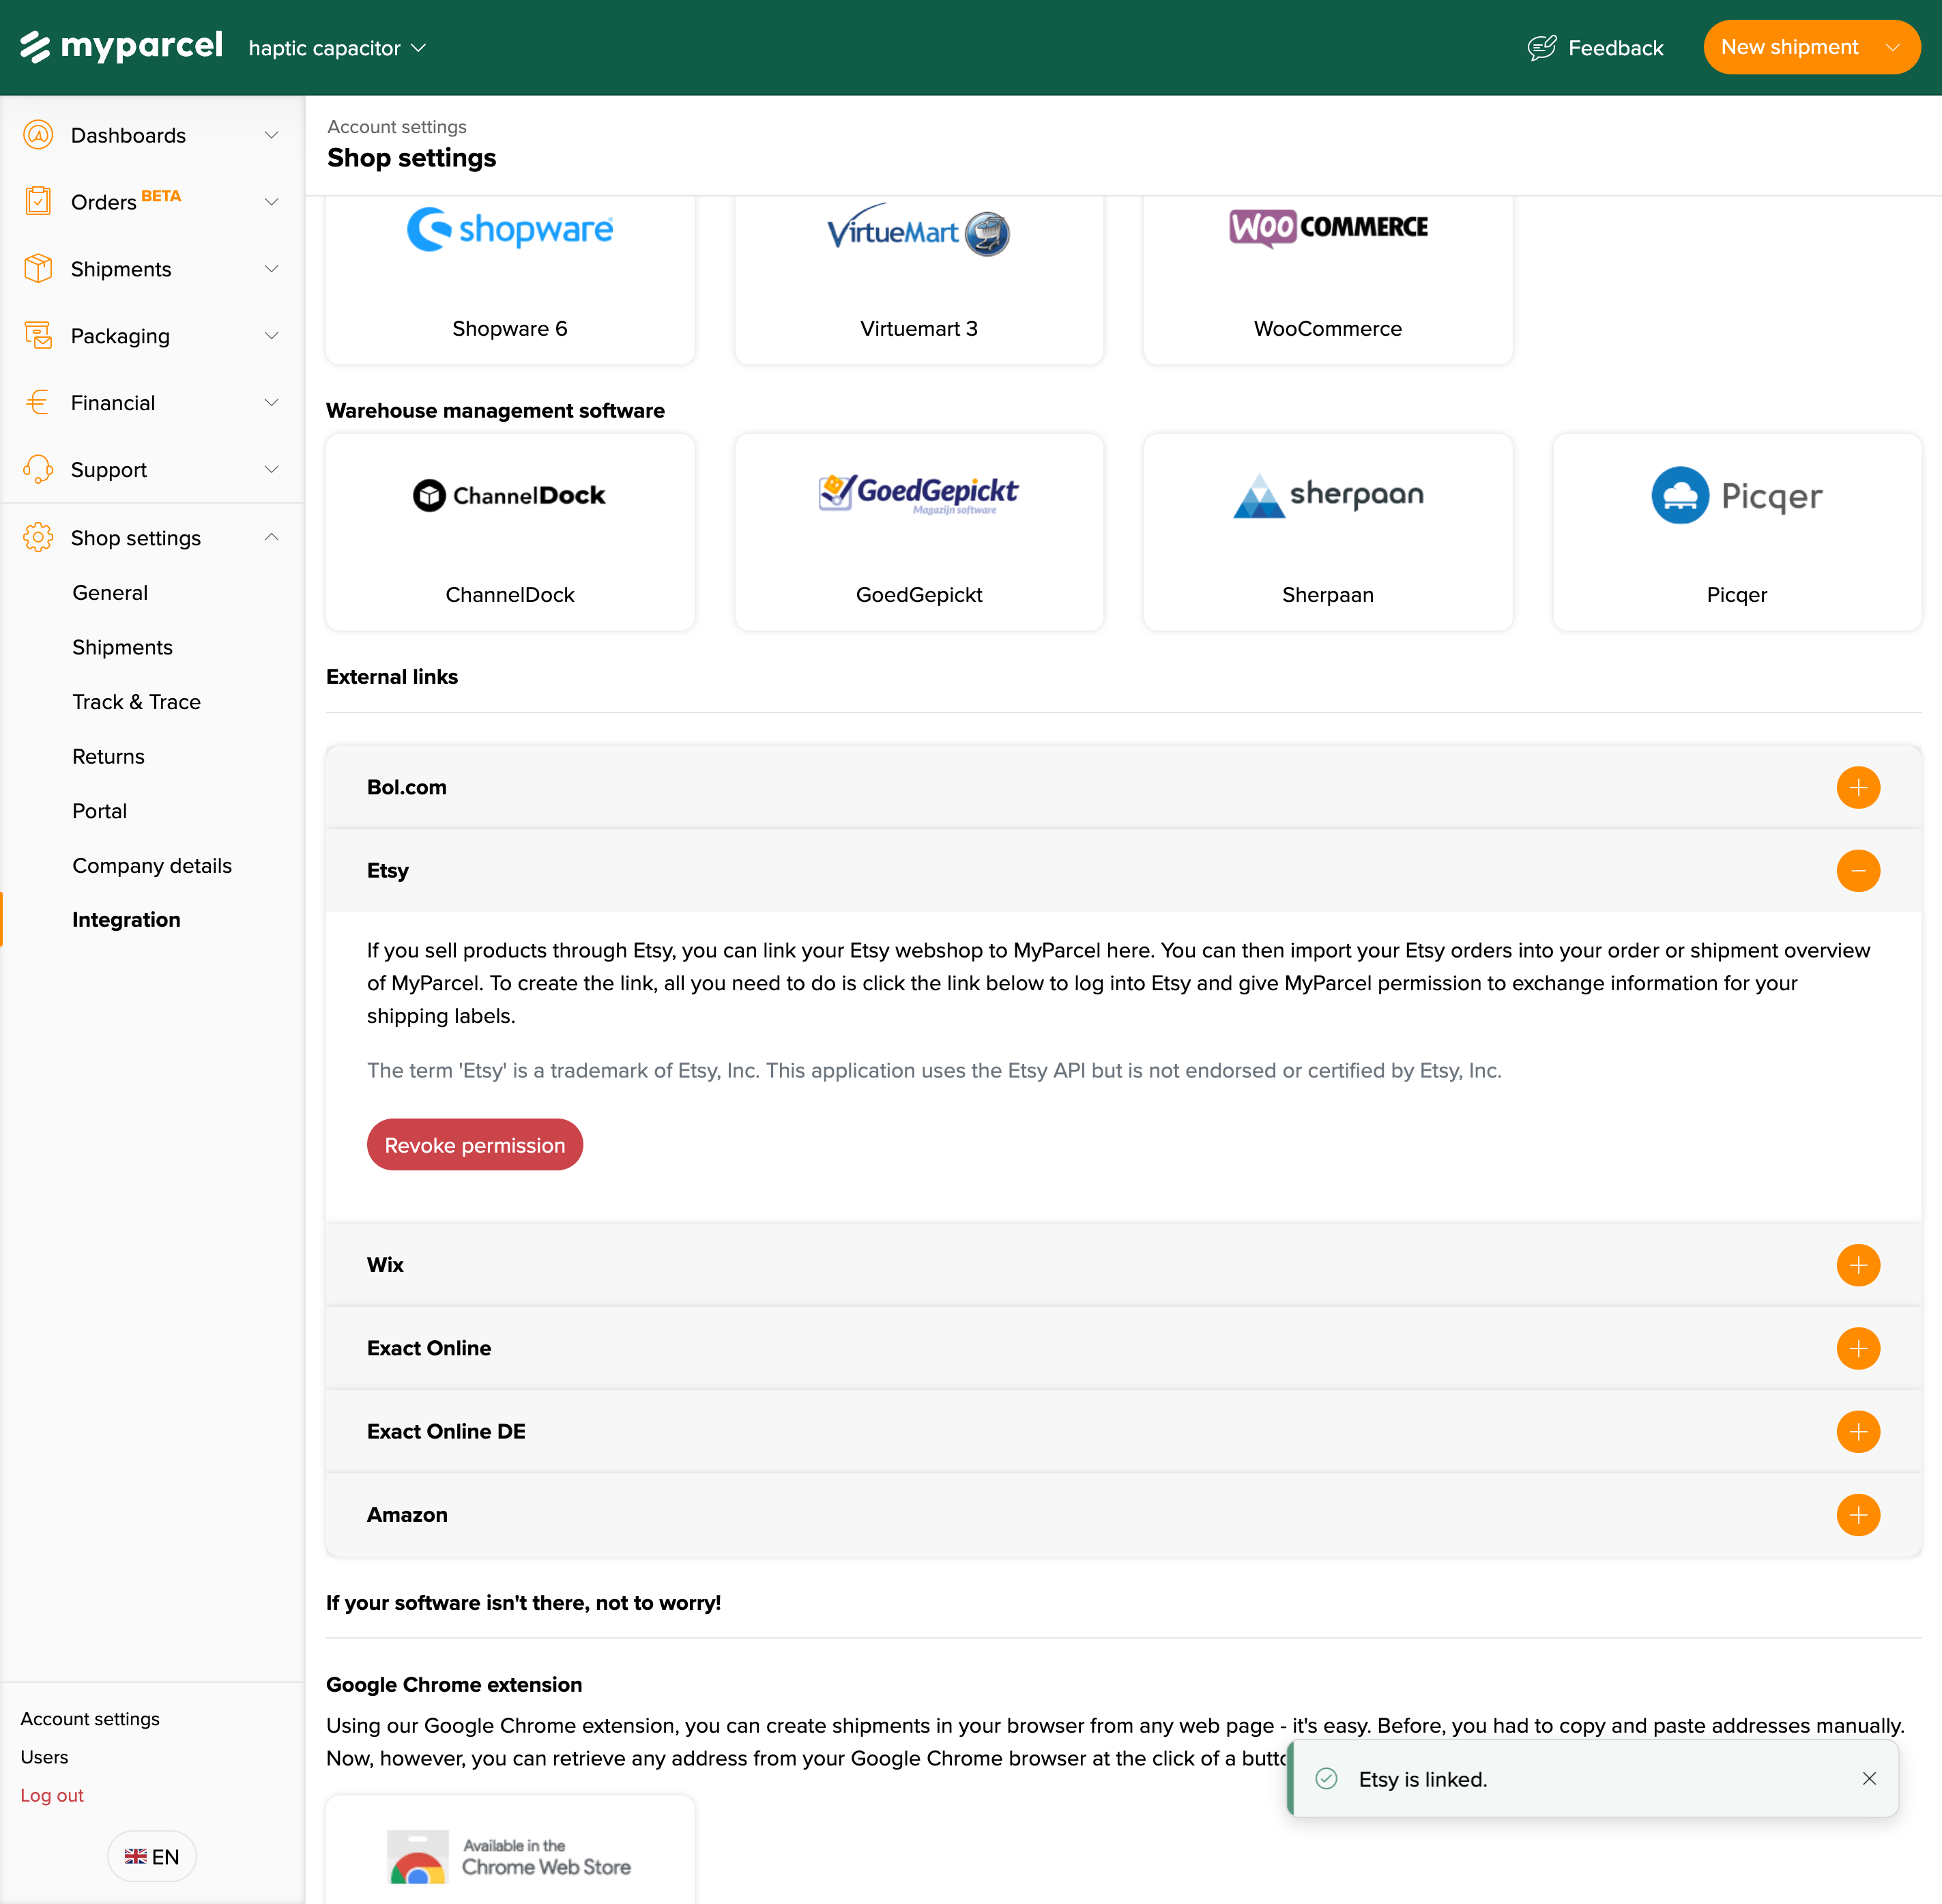 myparcel
haptic capacitor
Feedback
New shipment
Dashboards
Orders BETA
Shipments
Packaging
Financial
Support
Shop settings
General
Shipments
Track & Trace
Returns
Portal
Company details
Integration
Account settings
Users
Log out
EN
Account settings
Shop settings
shopware
VirtueMart
WOO COMMERCE
Shopware 6
Virtuemart 3
WooCommerce
Warehouse management software
ChannelDock
GoedGepickt
Magazijn software
sherpaan
Picqer
ChannelDock
GoedGepickt
Sherpaan
Picqer
External links
Bol.com
Etsy
If you sell products through Etsy, you can link your Etsy webshop to MyParcel here. You can then import your Etsy orders into your order or shipment overview
of MyParcel. To create the link, all you need to do is click the link below to log into Etsy and give MyParcel permission to exchange information for your
shipping labels.
The term 'Etsy' is a trademark of Etsy, Inc. This application uses the Etsy API but is not endorsed or certified by Etsy, Inc.
Revoke permission
Wix
Exact Online
Exact Online DE
Amazon
If your software isn't there, not to worry!
Google Chrome extension
Using our Google Chrome extension, you can create shipments in your browser from any web page - it's easy. Before, you had to copy and paste addresses manually.
Now, however, you can retrieve any address from your Google Chrome browser at the click of a
Etsy is linked.
Available in the
Chrome Web Store